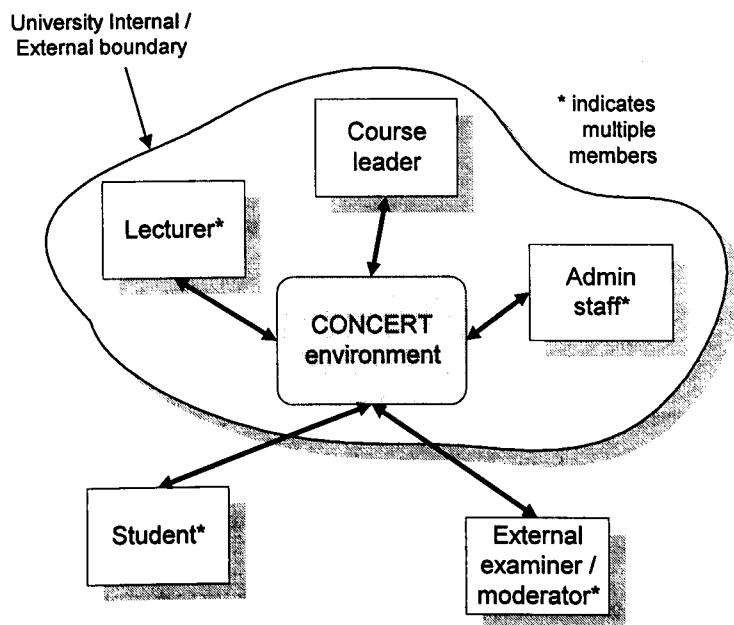 University Internal /
External boundary
* indicates
multiple
members
Course
leader
Lecturer*
Admin
staff*
CONCERT
environment
Student*
External
examiner /
moderator*